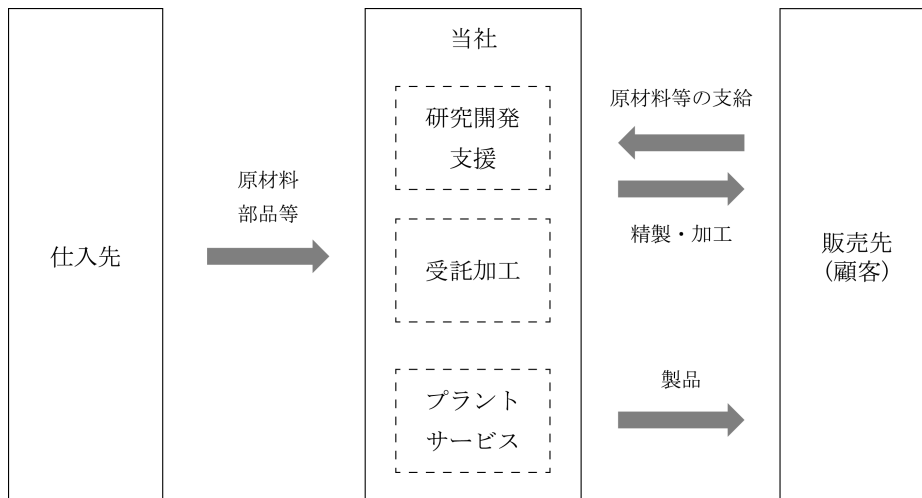 仕入先
原材料
部品等
当社
研究開発
支援
受託加工
プラント
サービス
原材料等の支給
精製・加工
製品
販売先
(顧客)